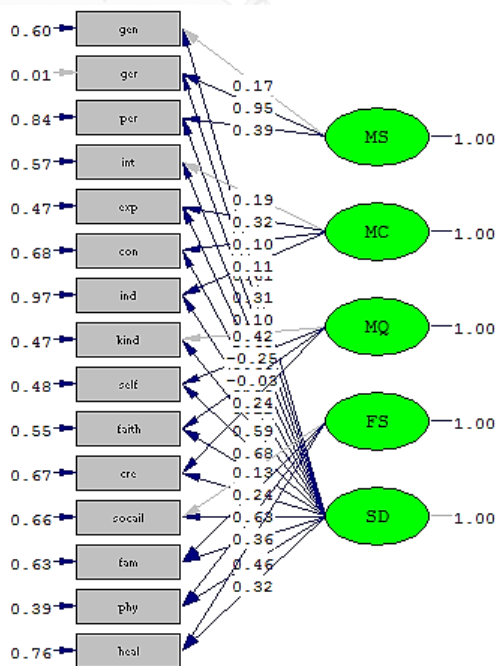 0.60 gen
0.01 ger
0.84 per
0.57 int
0.47 exp
0.68 con
0.97 ind
0.47 kind
0.48 self
0.55 faith
0.67 cre
0.66 socail
0.63 fam
0.39 phy
0.76 heal
0.17
0.95
0.39
0.19
0.32
0.10
0.11
0.31
0.10
0.42
-0.25
-0.03
0.24
0.59
0.68
0.13
0.24
0.63
0.36
0.46
0.32
MS 1.00
MC 1.00
MQ 1.00
FS 1.00
SD 1.00